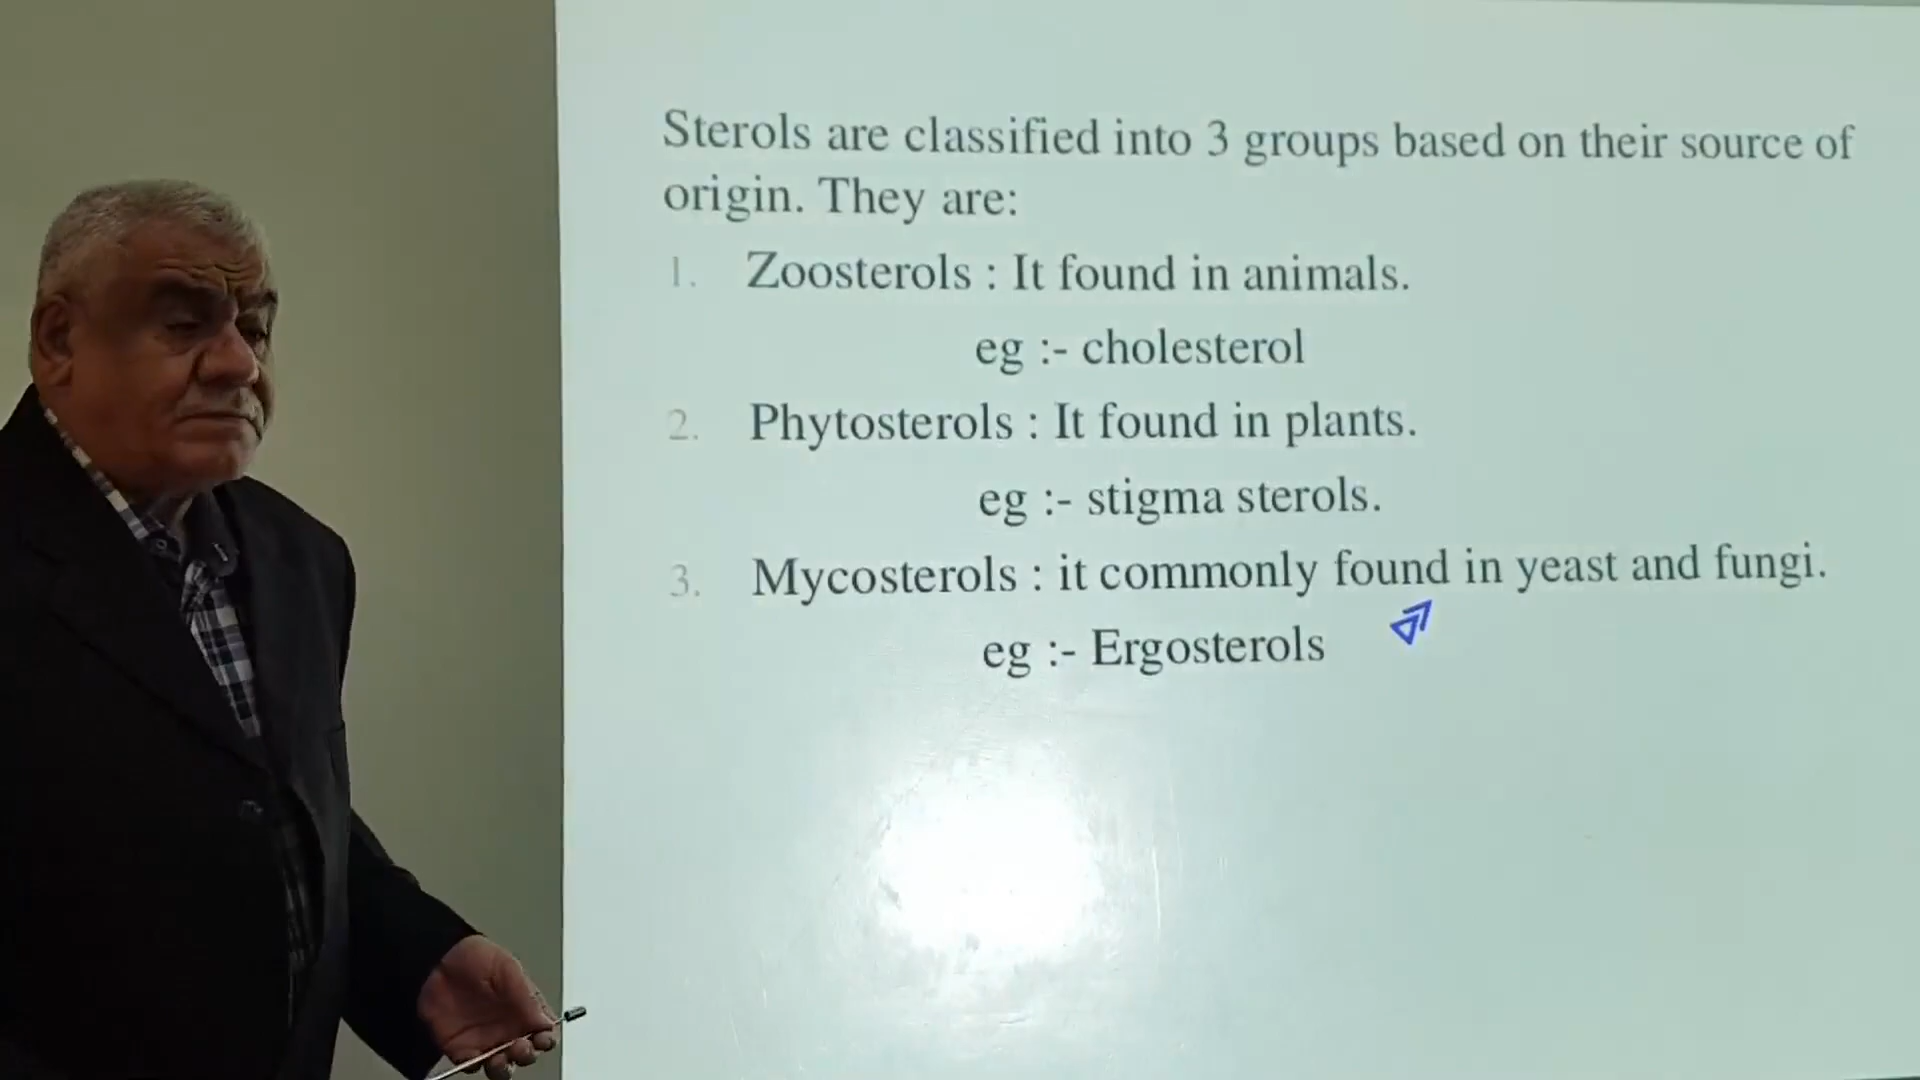 Sterols are classified into 3 groups based on their source of
origin. They are:
1. Zoosterols : It found in animals.
eg :- cholesterol
2. Phytosterols : It found in plants.
eg :- stigma sterols.
3. Mycosterols : it commonly found in yeast and fungi.
eg :- Ergosterols